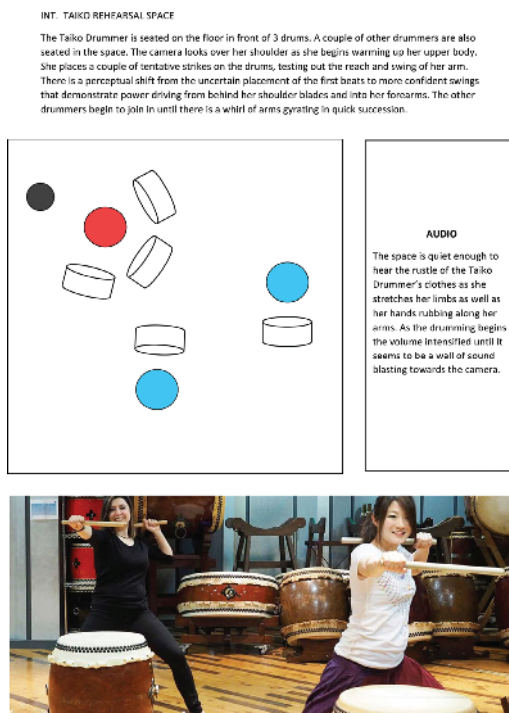 INT. TAIKO REHEARSAL SPACE
The Taiko Drummer is seated on the floor in front of 3 drums. A couple of other drummers are also
seated in the space. The camera looks over her shoulder as she begins warming up her upper body.
She places a couple of tentative strikes on the drums, testing out the reach and swing of her arm.
There is a perceptual shift from the uncertain placement of the first beats to more confident swings
that demonstrate power driving from behind her shoulder blades and into her forearms. The other
drummers begin to join in until there is a whirl of arms gyrating in quick succession.
AUDIO
The space is quiet enough to
hear the rustle of the Taiko
Drummer's clothes as she
stretches her limbs as well as
her hands rubbing along her
arms. As the drumming begins
the volume intensified until it
seems to be a wall of sound
blasting towards the camera.